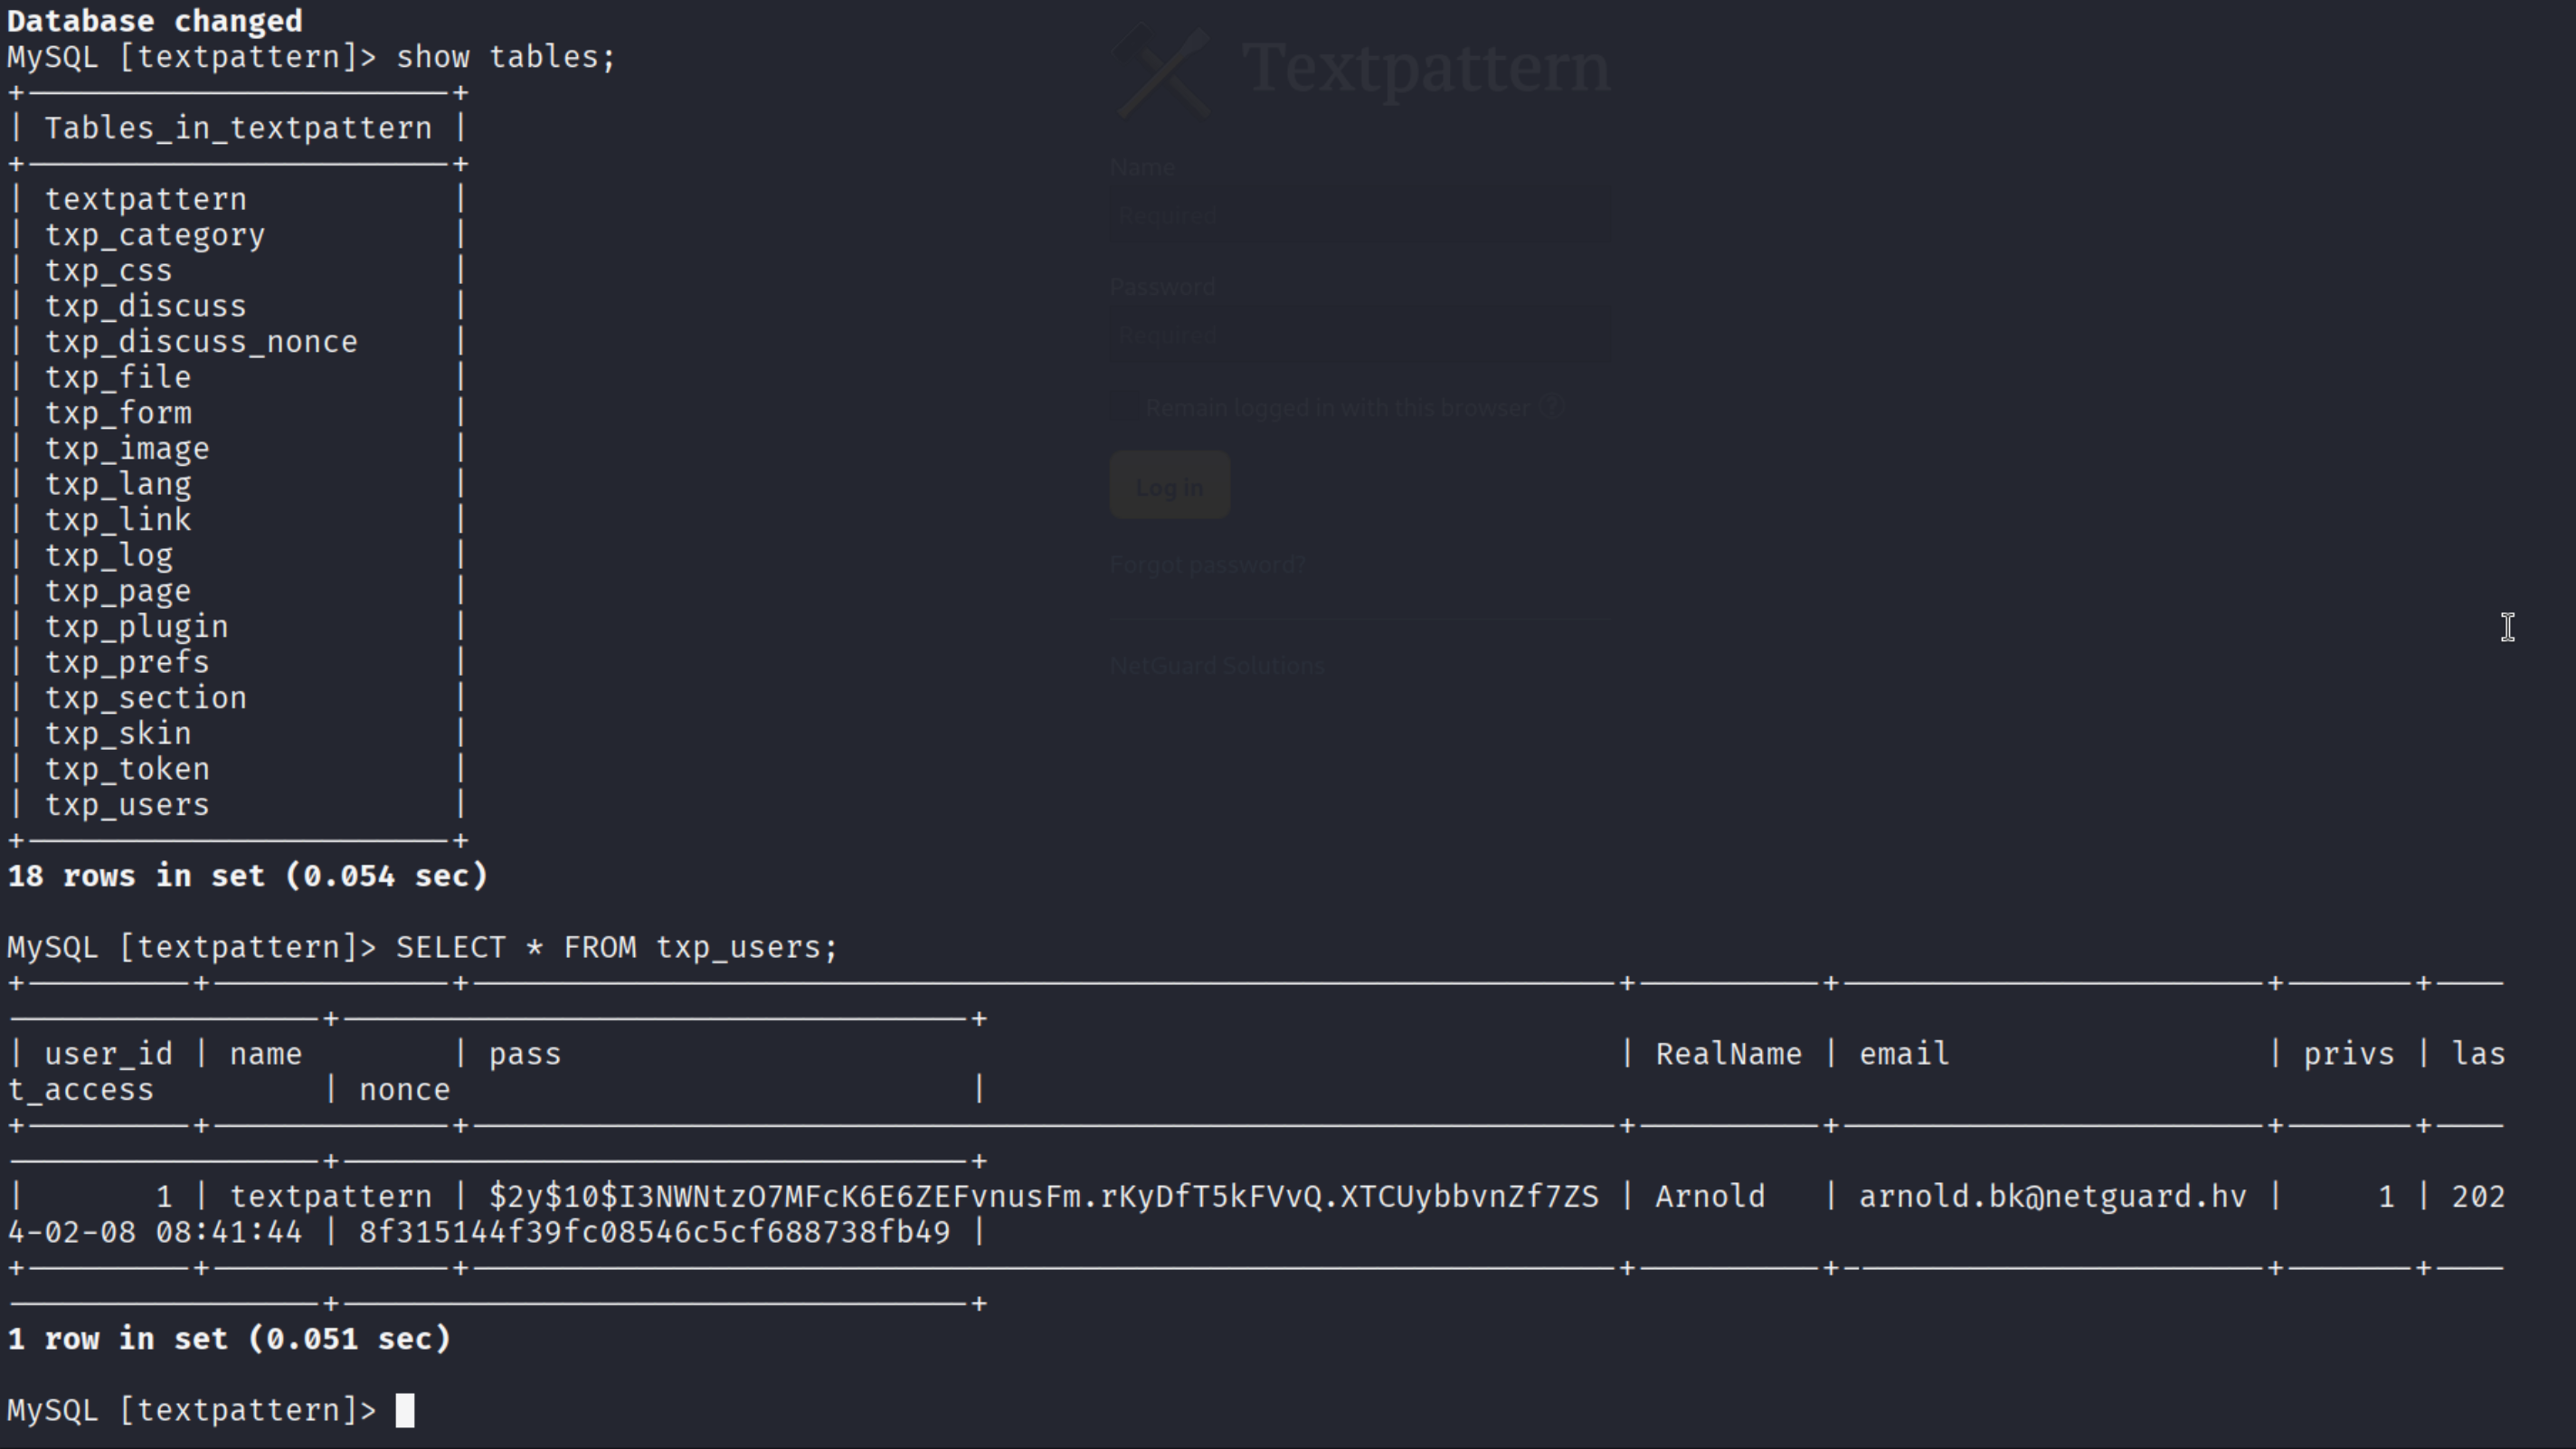 Database changed
MySQL [textpattern]> show tables;
| Tables_in_textpattern |
| textpattern |
| txp_category |
| txp_css |
| txp_discuss |
| txp_discuss_nonce |
| txp_file |
| txp_form |
| txp_image |
| txp_lang |
| txp_link |
| txp_log |
| txp_page |
| txp_plugin |
| txp_prefs |
| txp_section |
| txp_skin |
| txp_token |
| txp_users |
18 rows in set (0.054 sec)
MySQL [textpattern]> SELECT * FROM txp_users;
| user_id | name | pass | RealName | email | privs | las
t_access | nonce |
| 1 | textpattern | $2y$10$I3NWNtzO7MFcK6E6ZEFvnusFm.rKyDfT5kFVvQ.XTCUybbvnZf7ZS | Arnold | arnold.bk@netguard.hv | 1 | 202
4-02-08 08:41:44 | 8f315144f39fc08546c5cf688738fb49 |
1 row in set (0.051 sec)
MySQL [textpattern]>
Textpattern
Name
Required
Password
Required
Remain logged in with this browser ?
Log in
Forgot password?
NetGuard Solutions